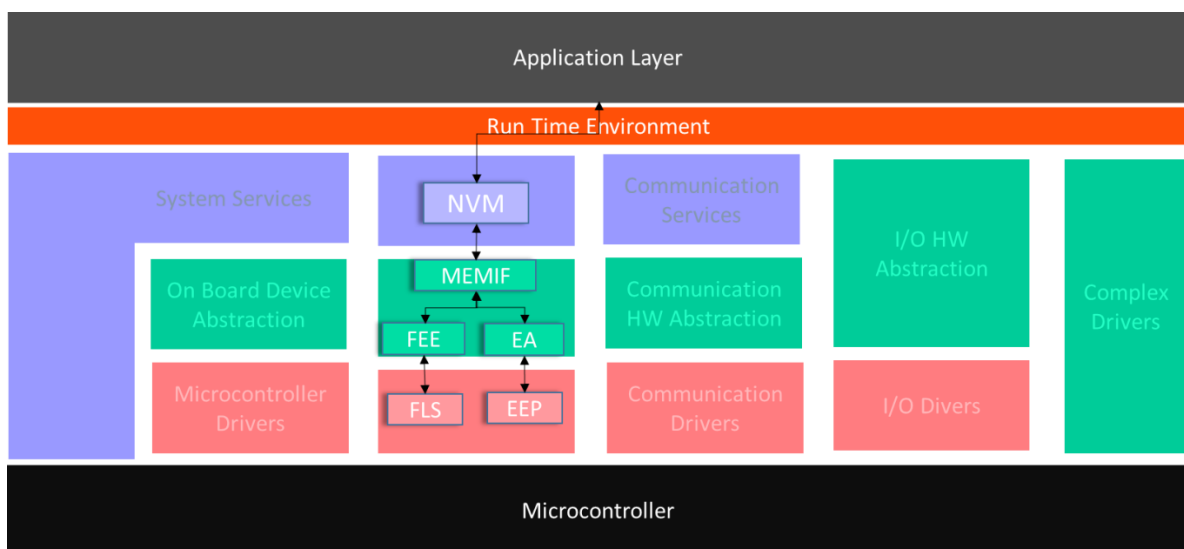 Application Layer
Run Time Environment
System Services
NVM
Communication
Services
I/O HW
Abstraction
Complex
Drivers
On Board Device
Abstraction
MEMIF
FEE
EA
Communication
HW Abstraction
Microcontroller
Drivers
FLS
EEP
Communication
Drivers
I/O Divers
Microcontroller